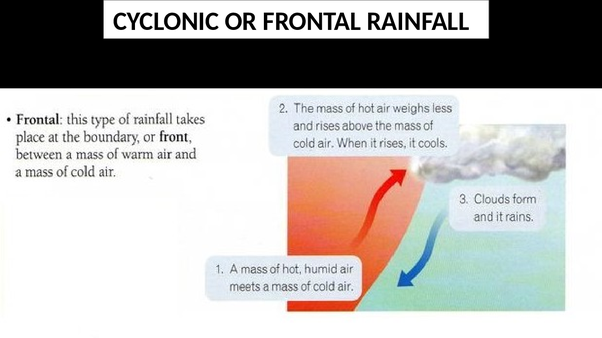 CYCLONIC OR FRONTAL RAINFALL
• Frontal: this type of rainfall takes
place at the boundary, or front,
between a mass of warm air and
a mass of cold air.
2. The mass of hot air weighs less
and rises above the mass of
cold air. When it rises, it cools.
3. Clouds form
and it rains.
1. A mass of hot, humid air
meets a mass of cold air.